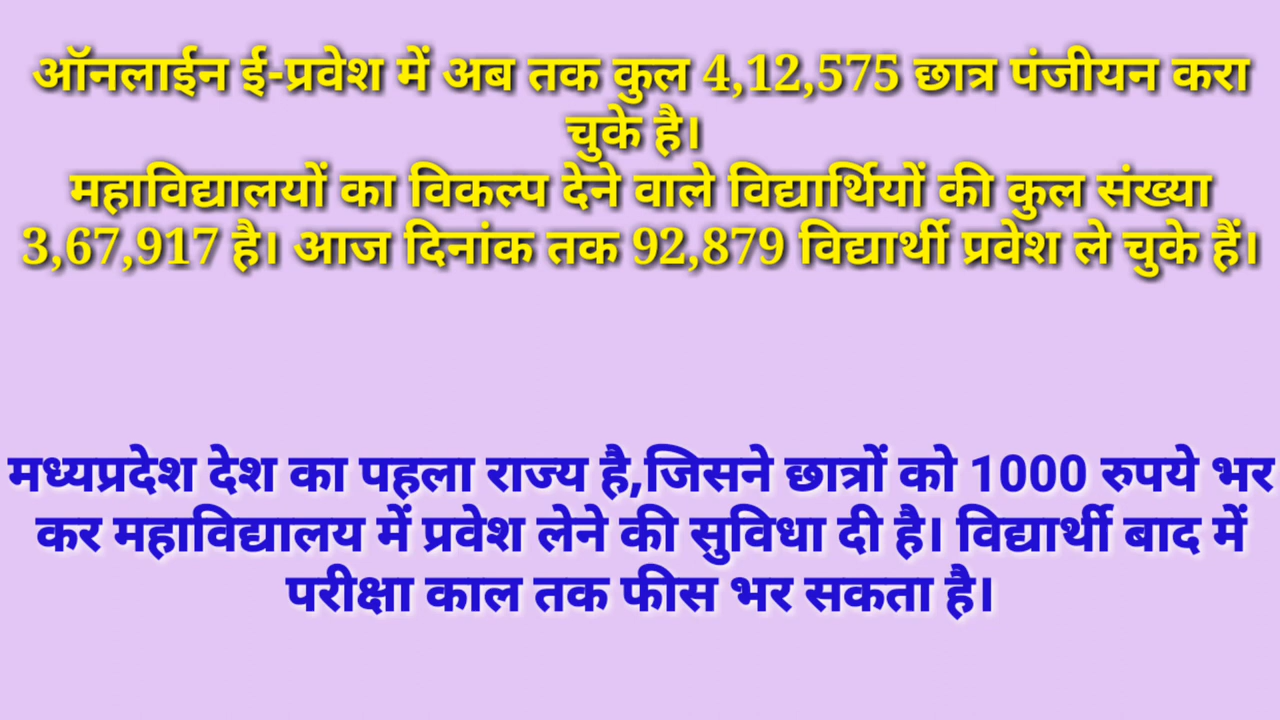 ऑनलाईन ई-प्रवेश में अब तक कुल 4,12,575 छात्र पंजीयन करा
चुके है।
महाविद्यालयों का विकल्प देने वाले विद्यार्थियों की कुल संख्या
3,67,917 है। आज दिनांक तक 92,879 विद्यार्थी प्रवेश ले चुके हैं।
मध्यप्रदेश देश का पहला राज्य है,जिसने छात्रों को 1000 रुपये भर
कर महाविद्यालय में प्रवेश लेने की सुविधा दी है। विद्यार्थी बाद में
परीक्षा काल तक फीस भर सकता है।